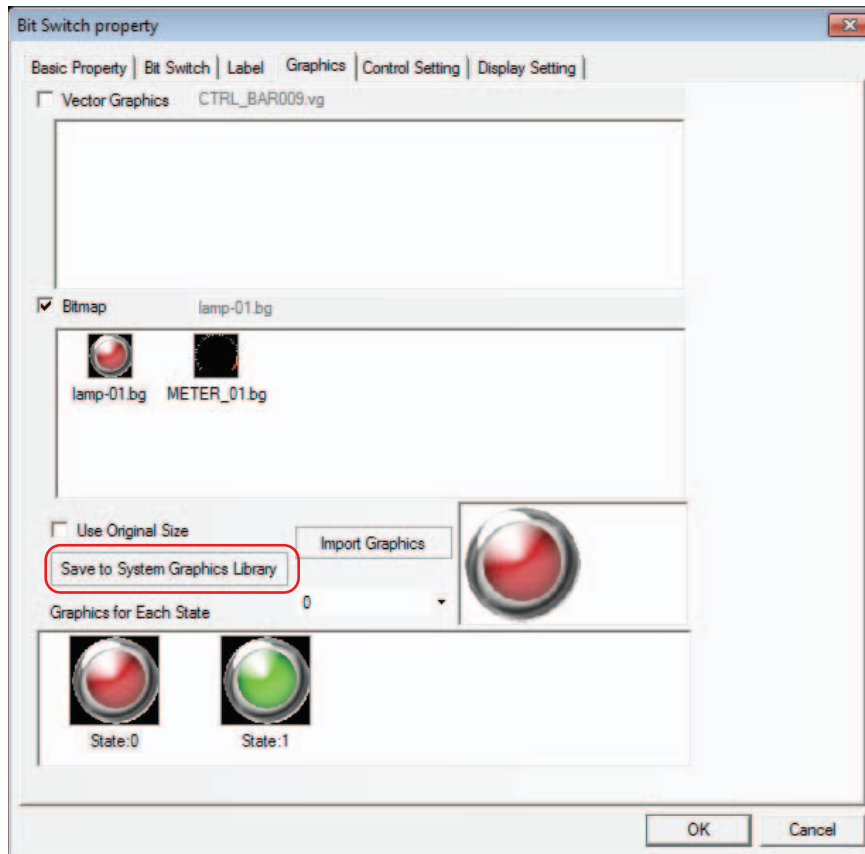 Bit Switch property
Basic Property Bit Switch Label Graphics Control Setting Display Setting
Vector Graphics CTRL_BAR009.vg
Bitmap lamp-01.bg
lamp-01.bg METER_01.bg
Use Original Size
Import Graphics
Save to System Graphics Library
0
Graphics for Each State
State:0 State:1
OK Cancel